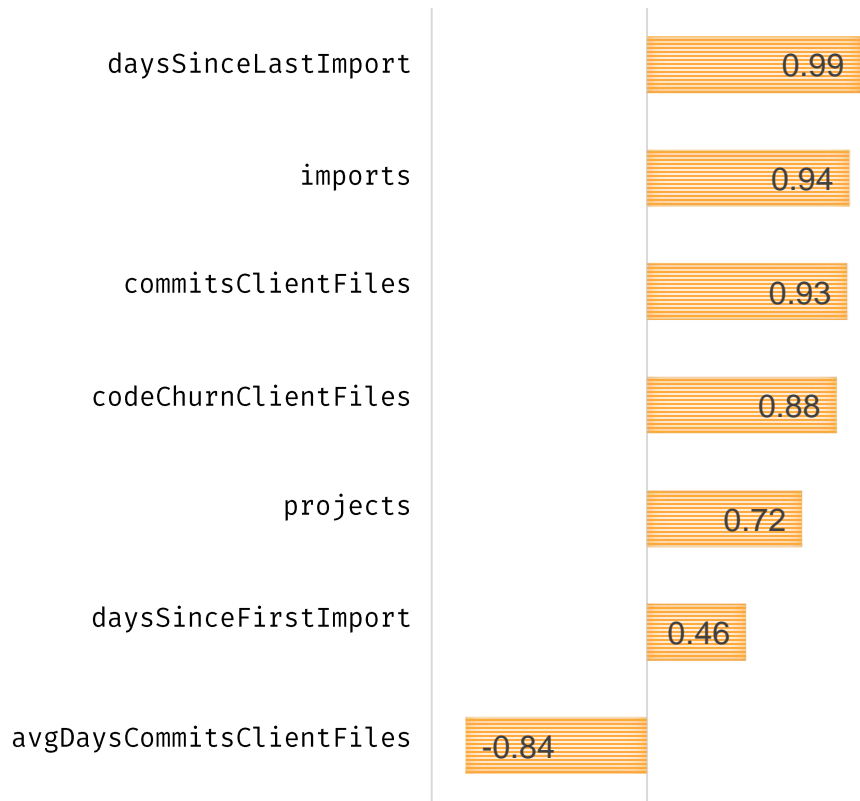 daysSinceLastImport 0.99
imports 0.94
commitsClientFiles 0.93
codeChurnClientFiles 0.88
projects 0.72
daysSinceFirstImport 0.46
avgDaysCommitsClientFiles -0.84